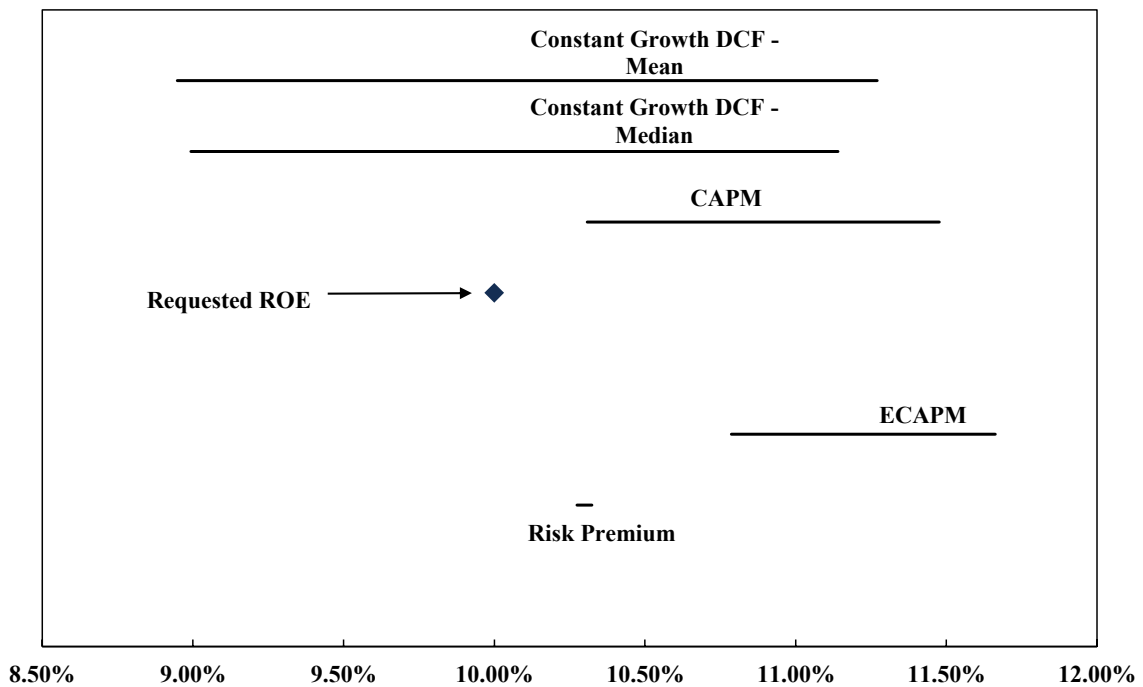 Constant Growth DCF -
Mean
Constant Growth DCF -
Median
CAPM
Requested ROE
ECAPM
Risk Premium
8.50% 9.00% 9.50% 10.00% 10.50% 11.00% 11.50% 12.00%